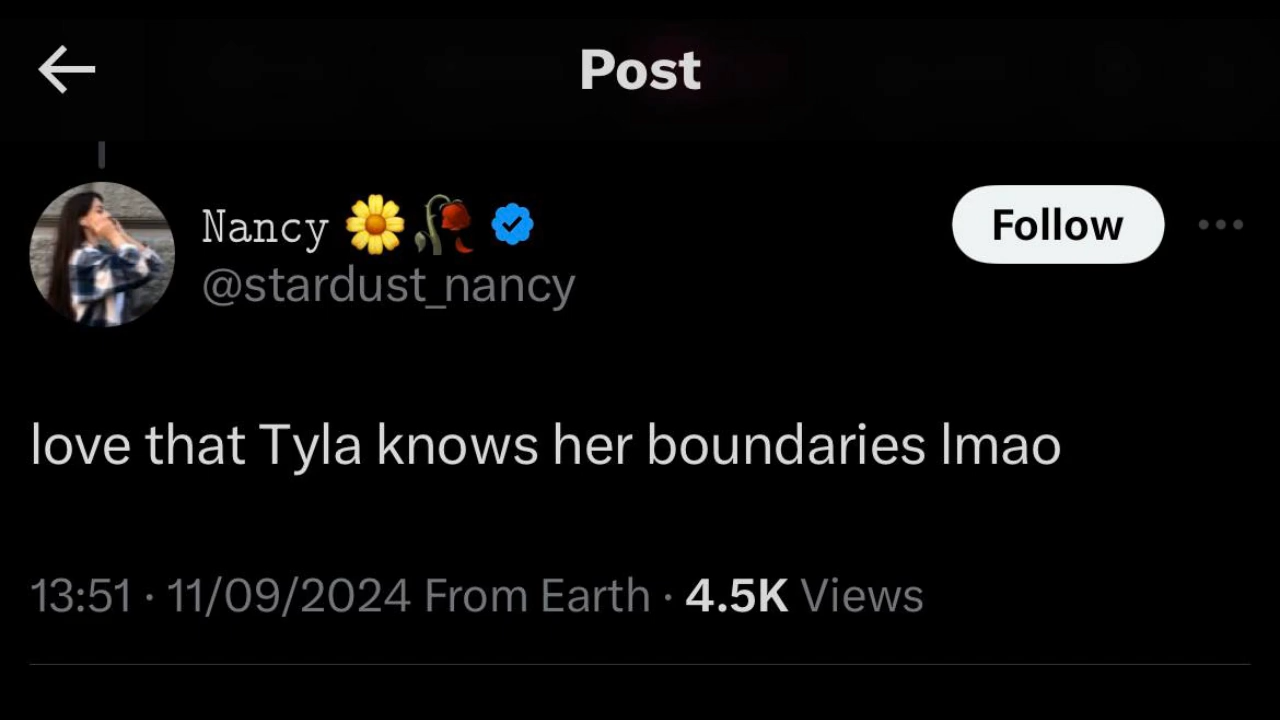 Post
Nancy 🌼🥀
Follow
@stardust_nancy
love that Tyla knows her boundaries lmao
13:51 · 11/09/2024 From Earth · 4.5K Views